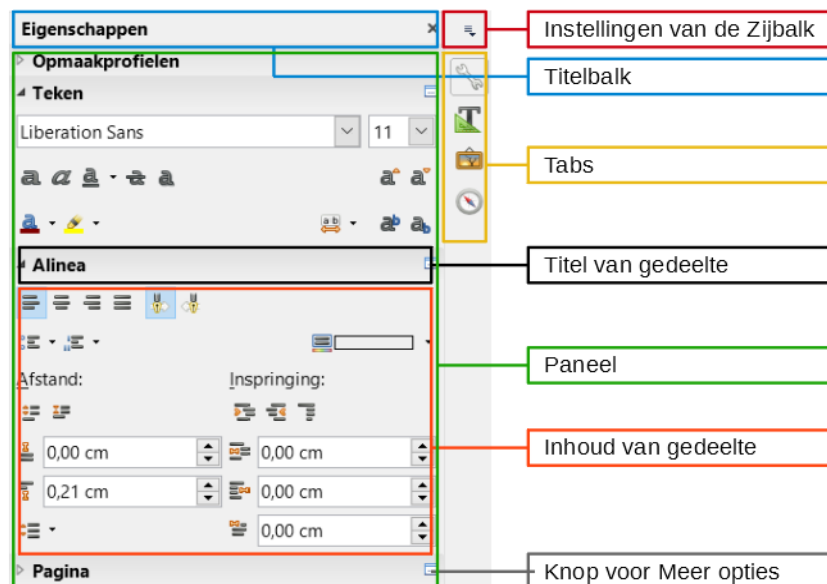 Eigenschappen
Instellingen van de Zijbalk
Opmaakprofielen
Titelbalk
Teken
Liberation Sans
11
Tabs
Alinea
Titel van gedeelte
Paneel
Afstand:
Inspringing:
Inhoud van gedeelte
0,00 cm
0,00 cm
0,21 cm
0,00 cm
0,00 cm
Pagina
Knop voor Meer opties